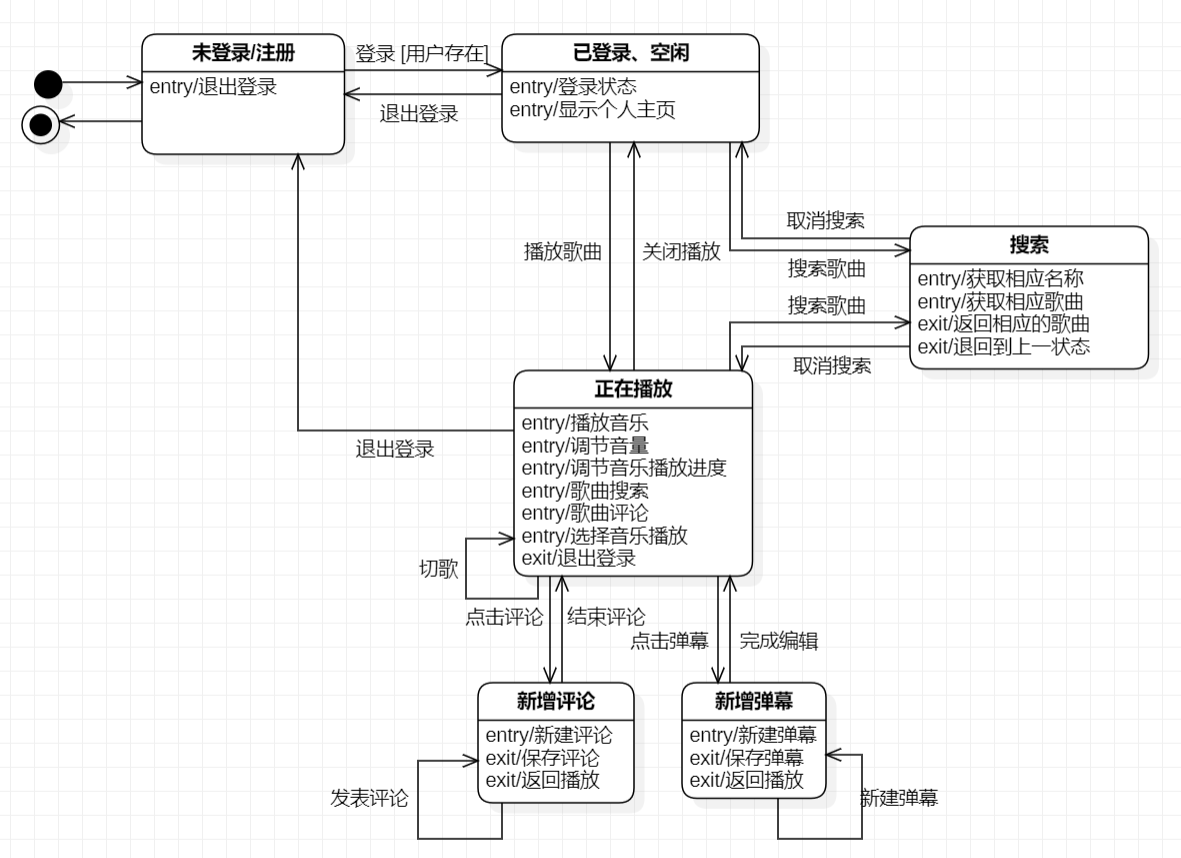 未登录/注册
entry/退出登录
登录 [用户存在]
退出登录
已登录、空闲
entry/登录状态
entry/显示个人主页
播放歌曲
关闭播放
取消搜索
搜索歌曲
搜索歌曲
取消搜索
搜索
entry/获取相应名称
entry/获取相应歌曲
exit/返回相应的歌曲
exit/退回到上一状态
退出登录
正在播放
entry/播放音乐
entry/调节音量
entry/调节音乐播放进度
entry/歌曲搜索
entry/歌曲评论
entry/选择音乐播放
exit/退出登录
切歌
点击评论
结束评论
点击弹幕
完成编辑
新增评论
entry/新建评论
exit/保存评论
exit/返回播放
发表评论
新增弹幕
entry/新建弹幕
exit/保存弹幕
exit/返回播放
新建弹幕